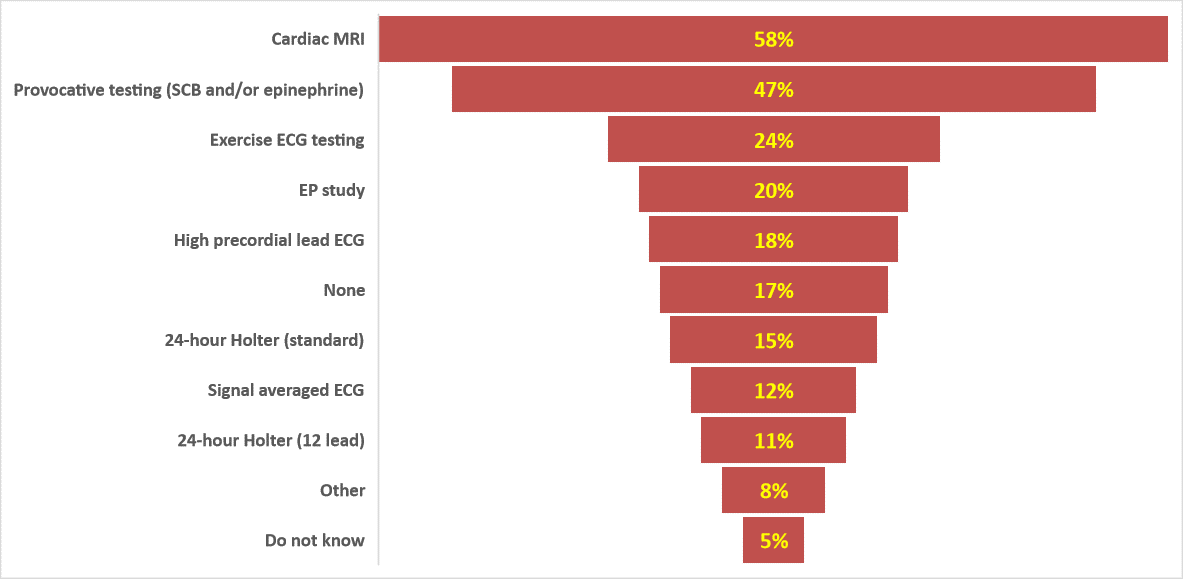 Cardiac MRI 58%
Provocative testing (SCB and/or epinephrine) 47%
Exercise ECG testing 24%
EP study 20%
High precordial lead ECG 18%
None 17%
24-hour Holter (standard) 15%
Signal averaged ECG 12%
24-hour Holter (12 lead) 11%
Other 8%
Do not know 5%